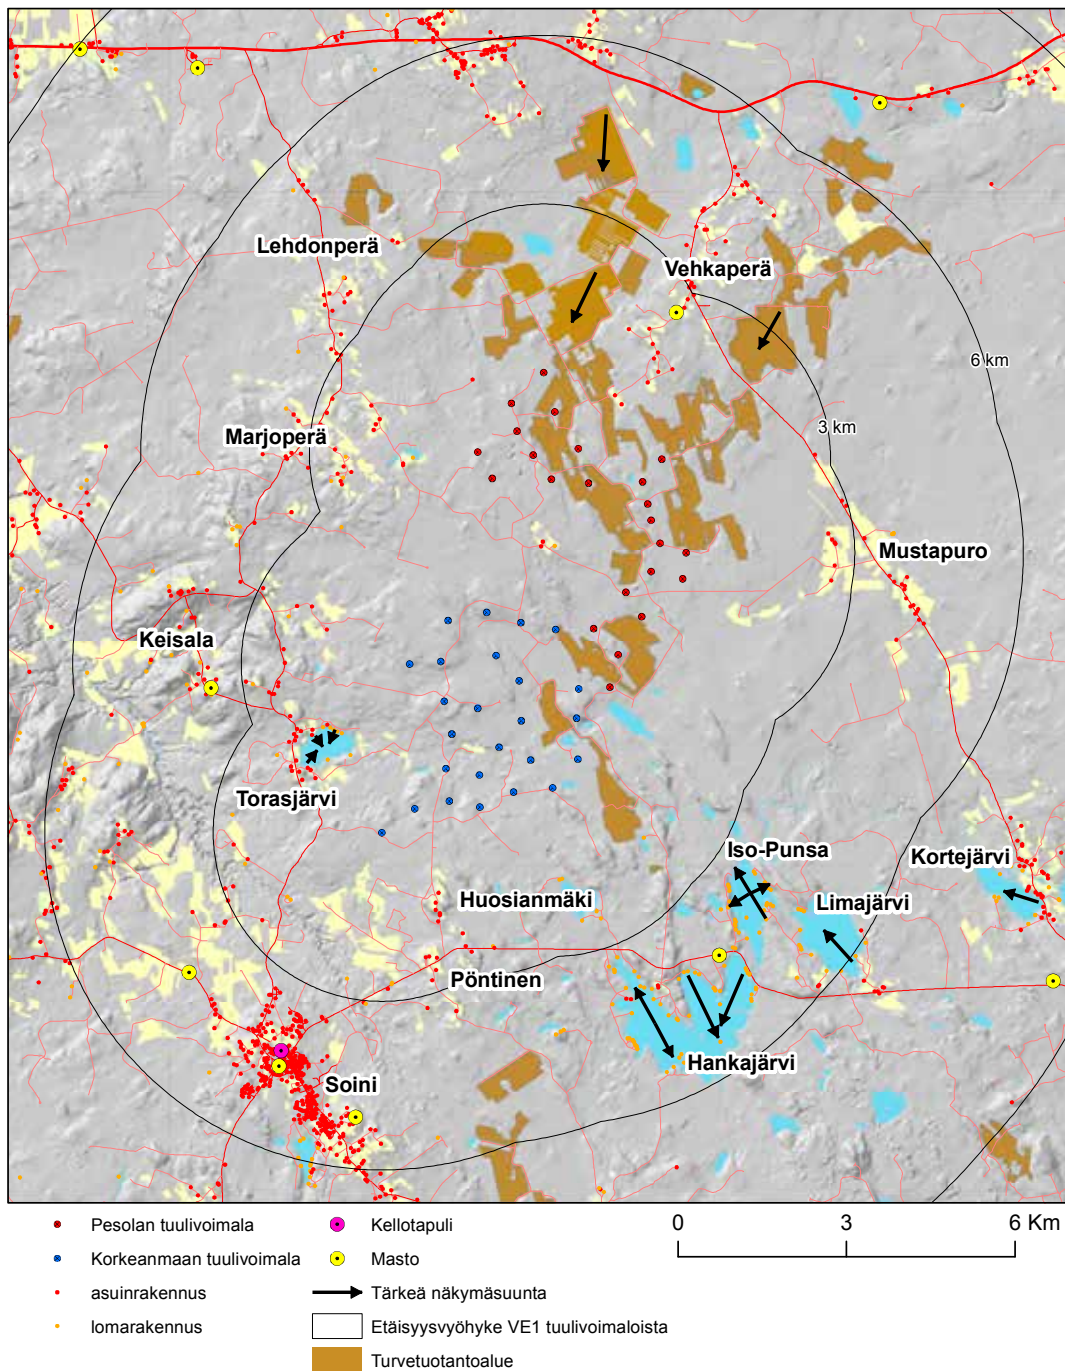 Lehdonperä
Vehkaperä
6 km
3 km
Marjoperä
Mustapuro
Keisala
Torasjärvi
Iso-Punsa
Kortejärvi
Limajärvi
Huosianmäki
Pöntinen
Hankajärvi
Soini
Pesolan tuulivoimala
Korkeanmaan tuulivoimala
asuinrakennus
lomarakennus
Kellotapuli
Masto
Tärkeä näkymäsuunta
Etäisyysvyöhyke VE1 tuulivoimaloista
Turvetuotantoalue
0 3 6 Km